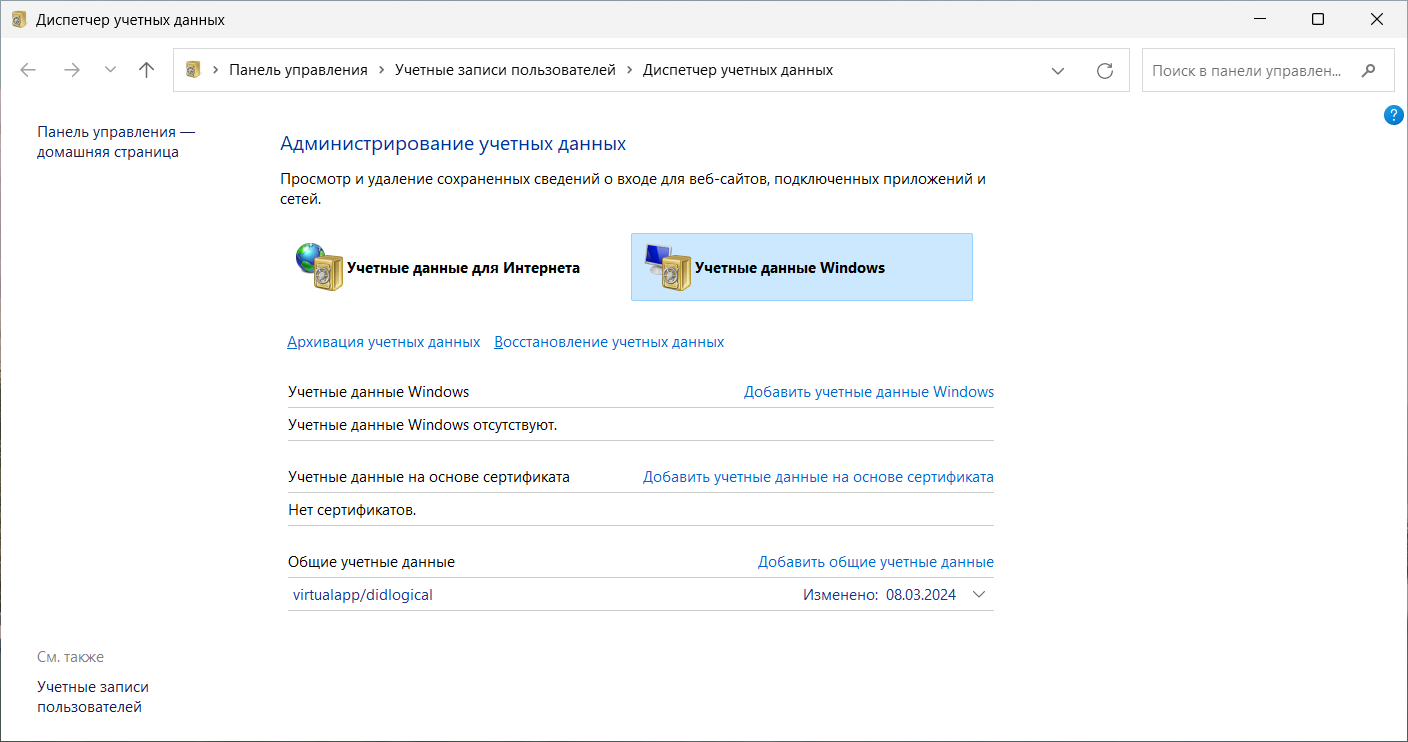 Диспетчер учетных данных
Панель управления
Учетные записи пользователей
Диспетчер учетных данных
Поиск в панели управлен...
?
Панель управления —
домашняя страница
Администрирование учетных данных
Просмотр и удаление сохраненных сведений о входе для веб-сайтов, подключенных приложений и
сетей.
Учетные данные для Интернета
Учетные данные Windows
Архивация учетных данных
Восстановление учетных данных
Учетные данные Windows
Добавить учетные данные Windows
Учетные данные Windows отсутствуют.
Учетные данные на основе сертификата
Добавить учетные данные на основе сертификата
Нет сертификатов.
Общие учетные данные
Добавить общие учетные данные
virtualapp/didlogical
Изменено: 08.03.2024
См. также
Учетные записи
пользователей